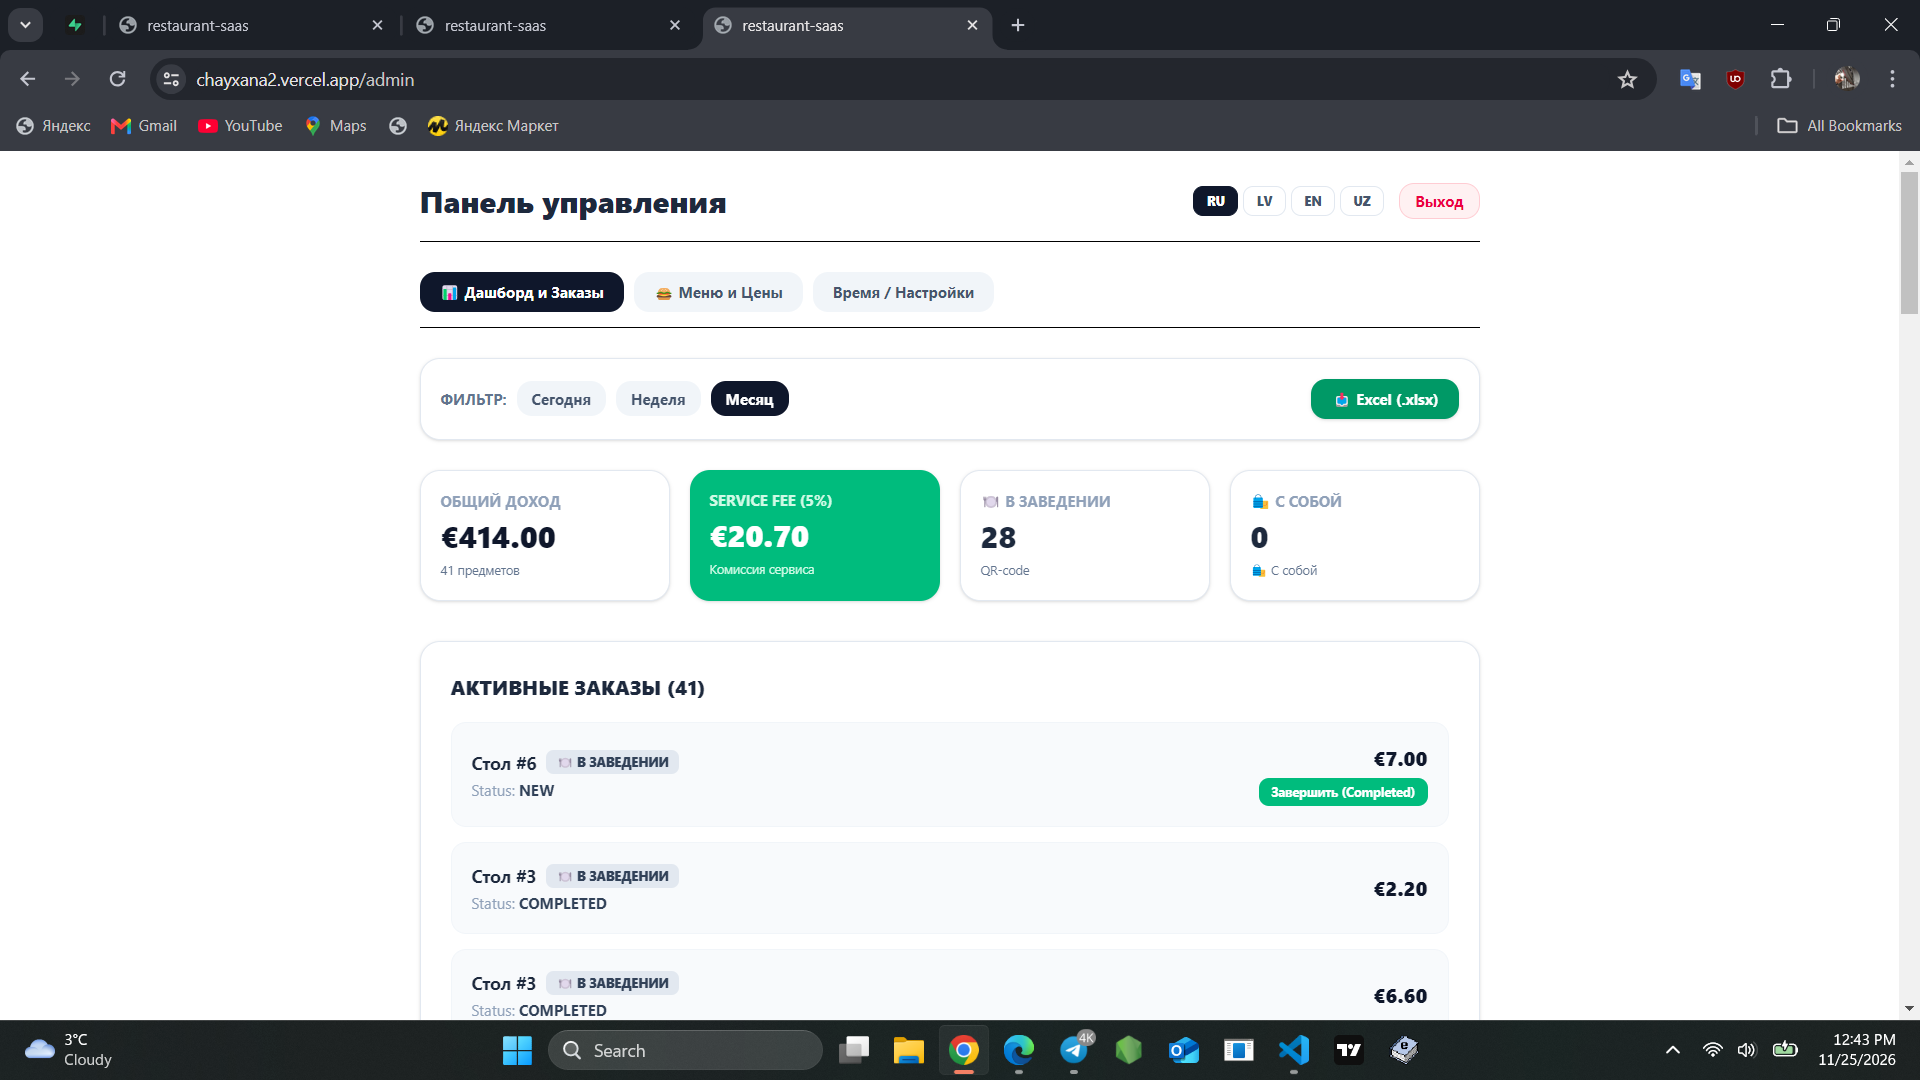 restaurant-saas
restaurant-saas
restaurant-saas
chayxana2.vercel.app/admin
Яндекс
Gmail
YouTube
Maps
Яндекс Маркет
All Bookmarks
Панель управления
RU
LV
EN
UZ
Выход
Дашборд и Заказы
Меню и Цены
Время / Настройки
ФИЛЬТР:
Сегодня
Неделя
Месяц
Excel (.xlsx)
ОБЩИЙ ДОХОД
€414.00
41 предметов
SERVICE FEE (5%)
€20.70
Комиссия сервиса
В ЗАВЕДЕНИИ
28
QR-code
С СОБОЙ
0
С собой
АКТИВНЫЕ ЗАКАЗЫ (41)
Стол #6 В ЗАВЕДЕНИИ
Status: NEW
€7.00
Завершить (Completed)
Стол #3 В ЗАВЕДЕНИИ
Status: COMPLETED
€2.20
Стол #3 В ЗАВЕДЕНИИ
Status: COMPLETED
€6.60
3°C
Cloudy
Search
4K
12:43 PM
11/25/2026